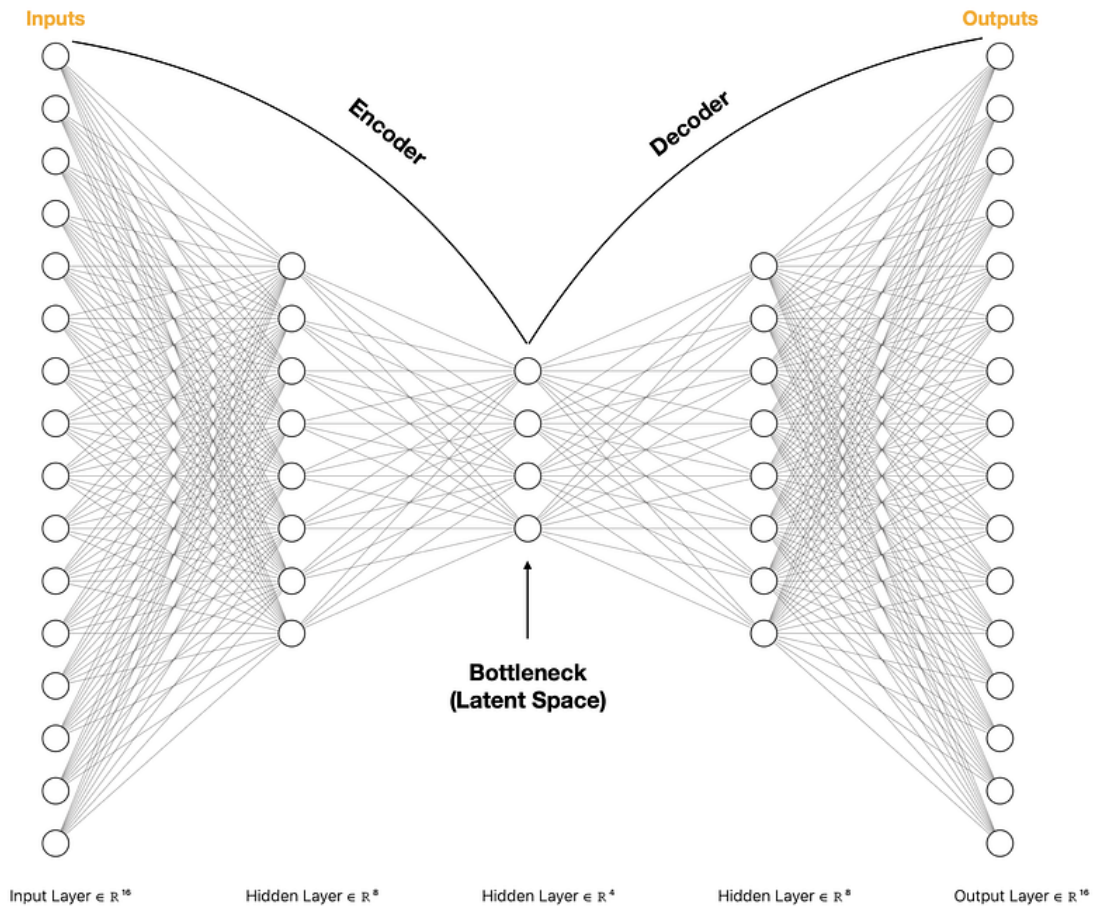 Inputs
Outputs
Encoder
Decoder
Bottleneck
(Latent Space)
Input Layer ∈ ℝ¹⁶
Hidden Layer ∈ ℝ⁸
Hidden Layer ∈ ℝ⁴
Hidden Layer ∈ ℝ⁸
Output Layer ∈ ℝ¹⁶